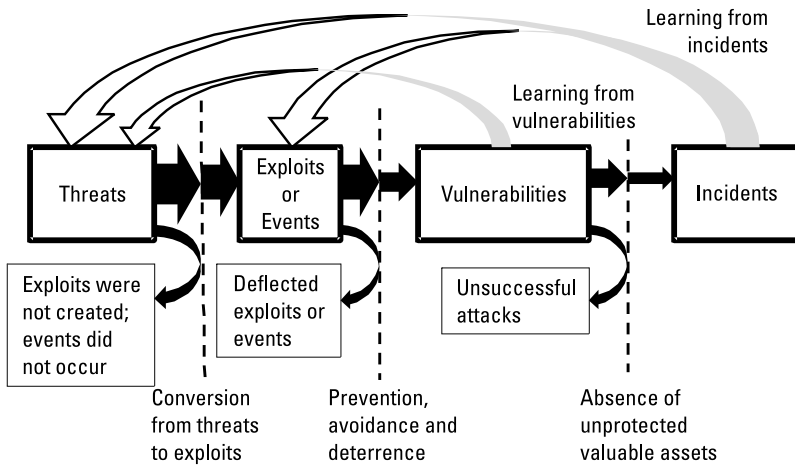 Learning from
incidents
Learning from
vulnerabilities
Threats
Exploits
or
Events
Vulnerabilities
Incidents
Exploits were
not created;
events did
not occur
Deflected
exploits or
events
Unsuccessful
attacks
Conversion
from threats
to exploits
Prevention,
avoidance and
deterrence
Absence of
unprotected
valuable assets